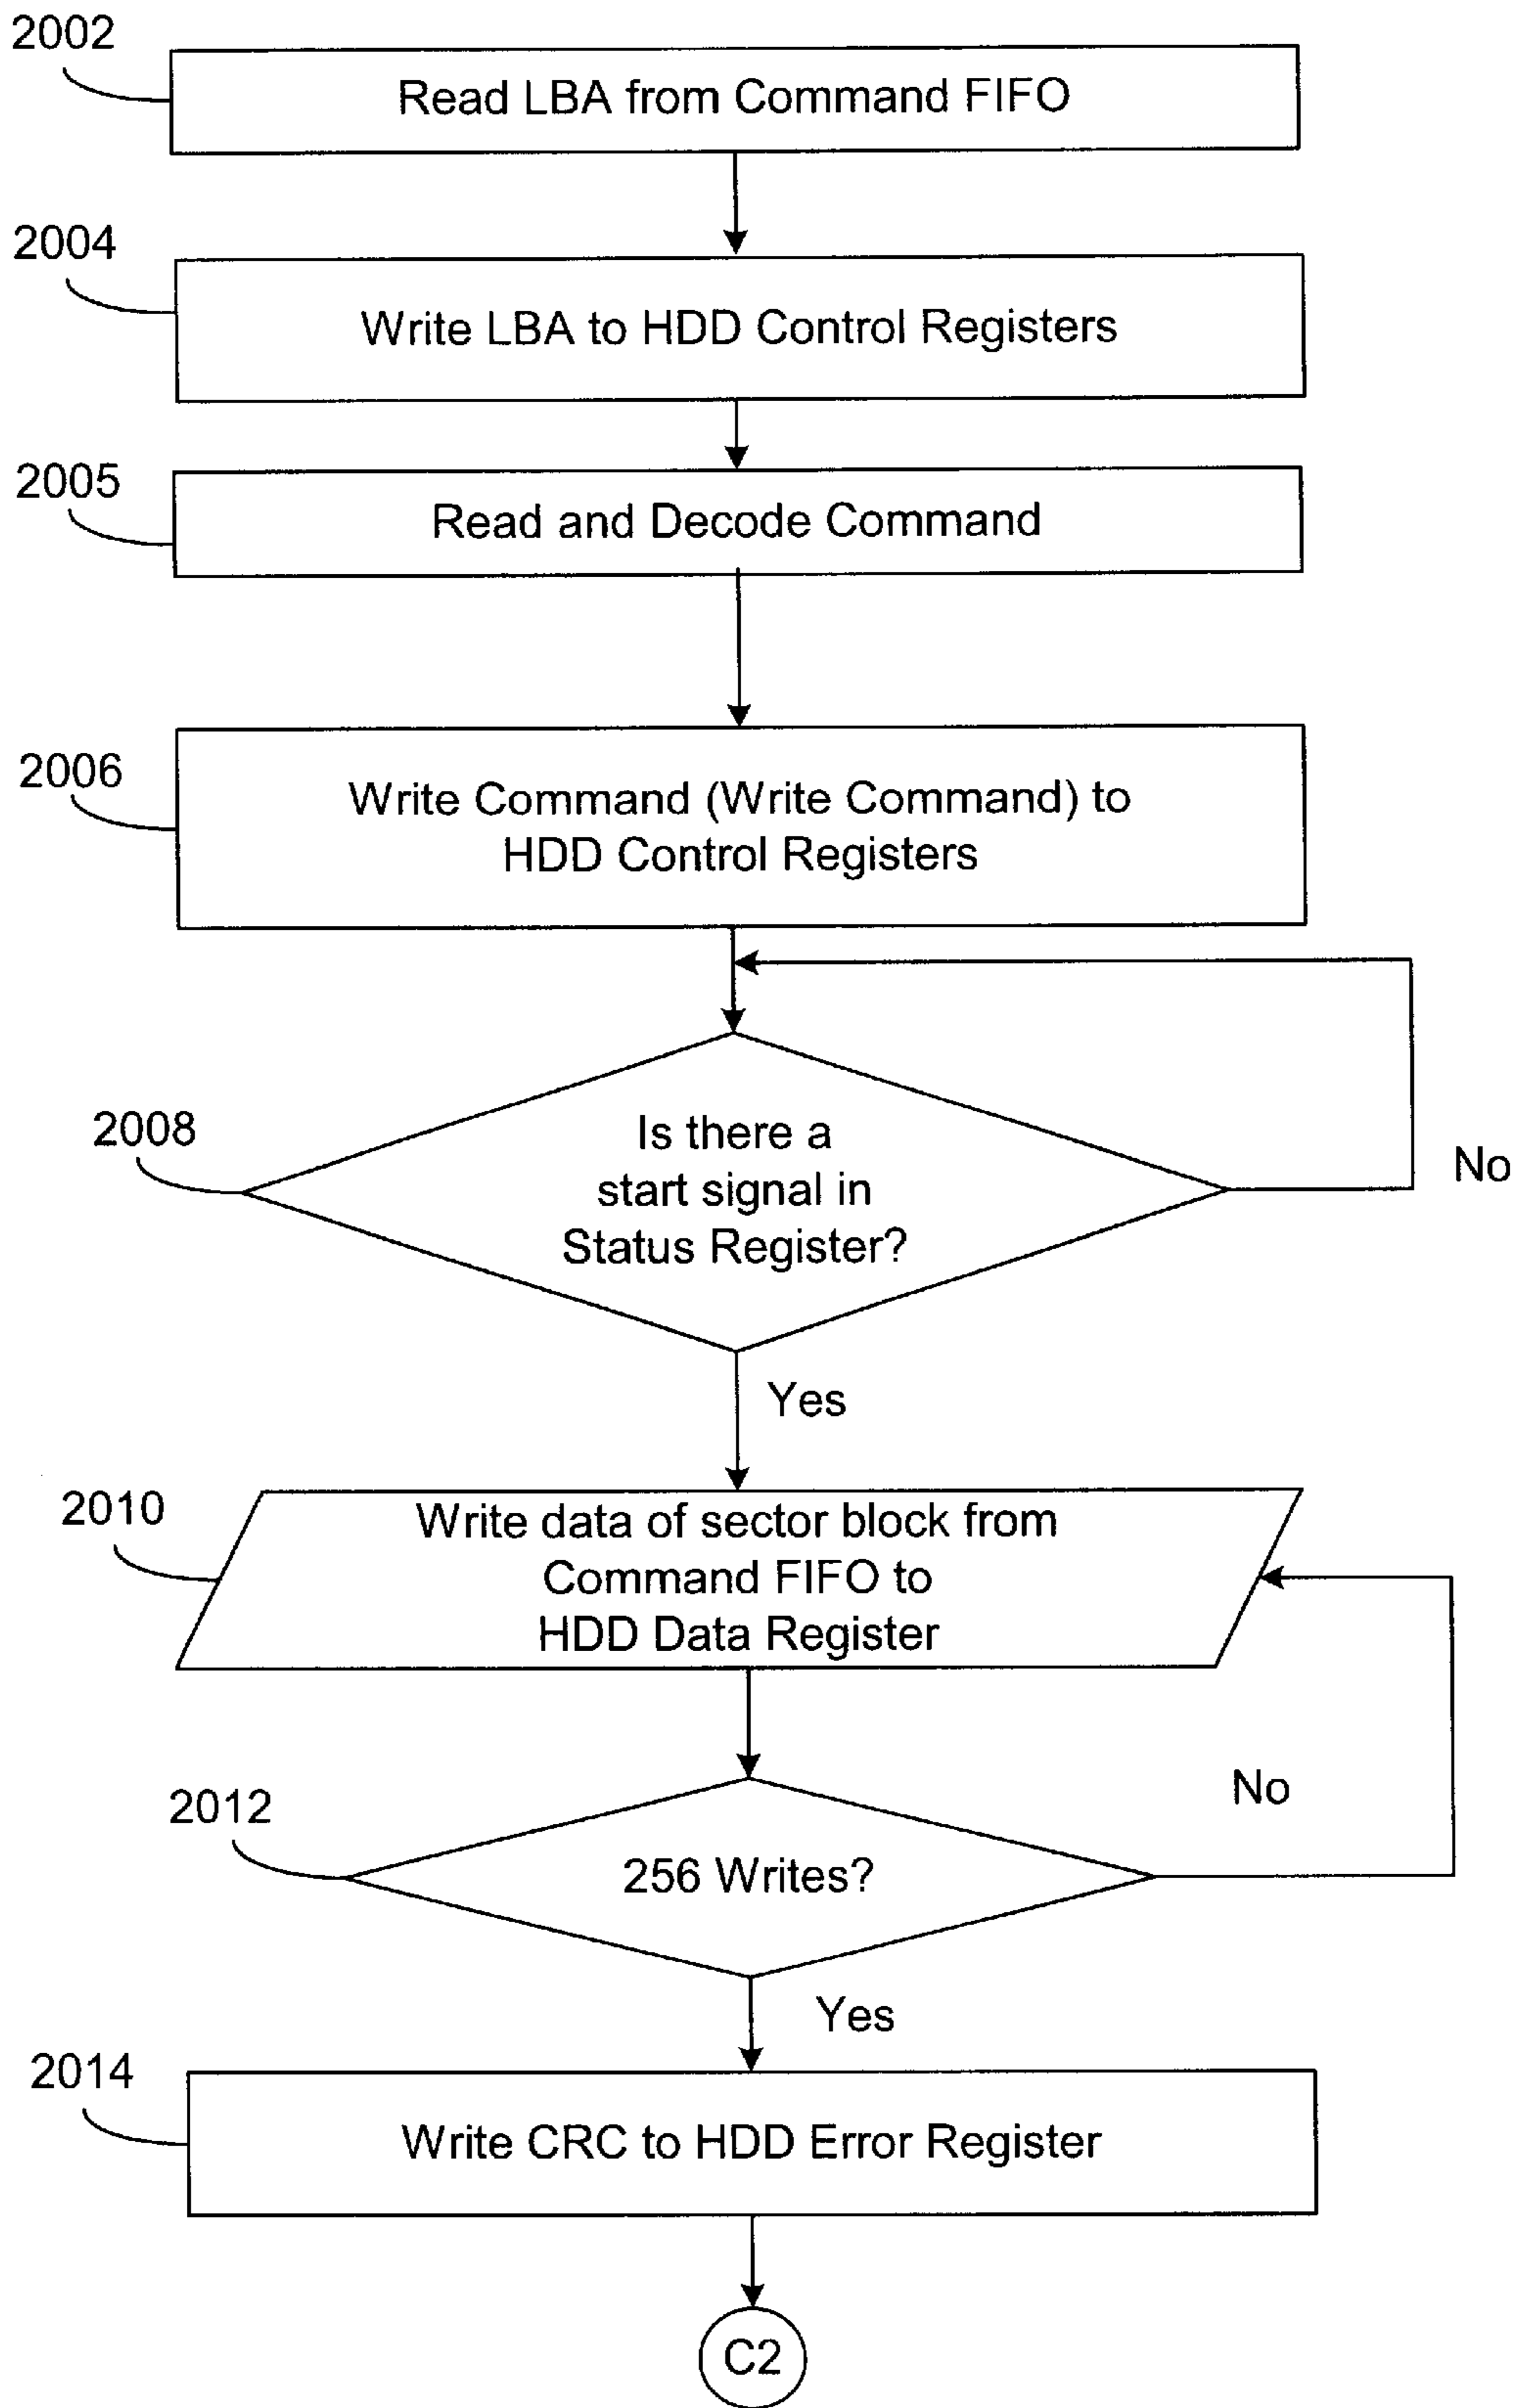 2002
Read LBA from Command FIFO
2004
Write LBA to HDD Control Registers
2005
Read and Decode Command
2006
Write Command (Write Command) to
HDD Control Registers
2008
Is there a
start signal in
Status Register?
No
Yes
2010
Write data of sector block from
Command FIFO to
HDD Data Register
No
2012
256 Writes?
Yes
2014
Write CRC to HDD Error Register
C2